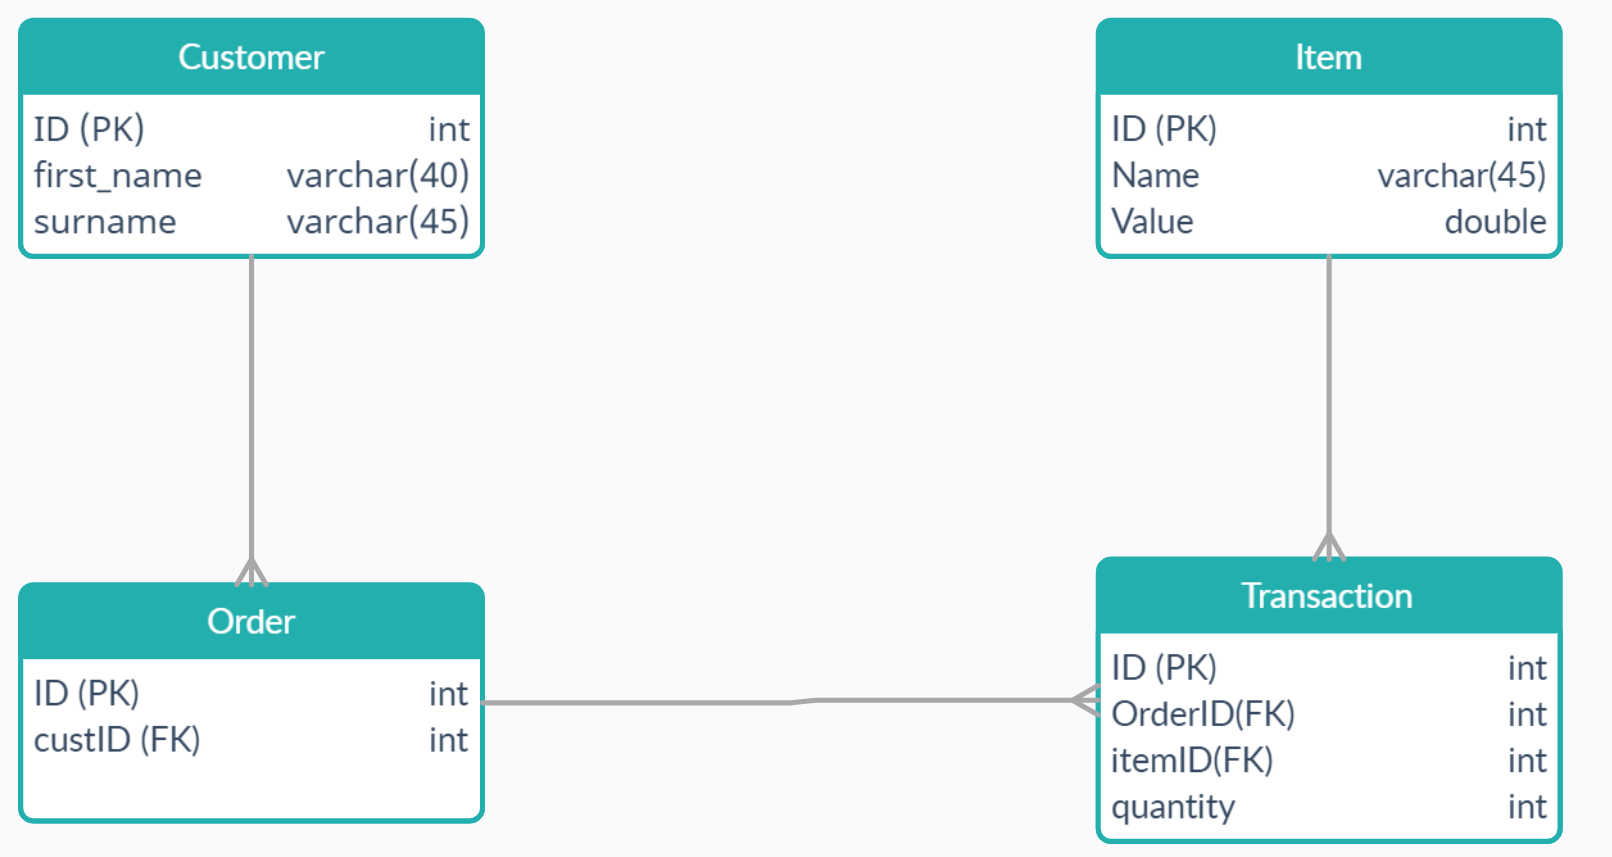 Customer
ID (PK) int
first_name varchar(40)
surname varchar(45)
Item
ID (PK) int
Name varchar(45)
Value double
Order
ID (PK) int
custID (FK) int
Transaction
ID (PK) int
OrderID(FK) int
itemID(FK) int
quantity int